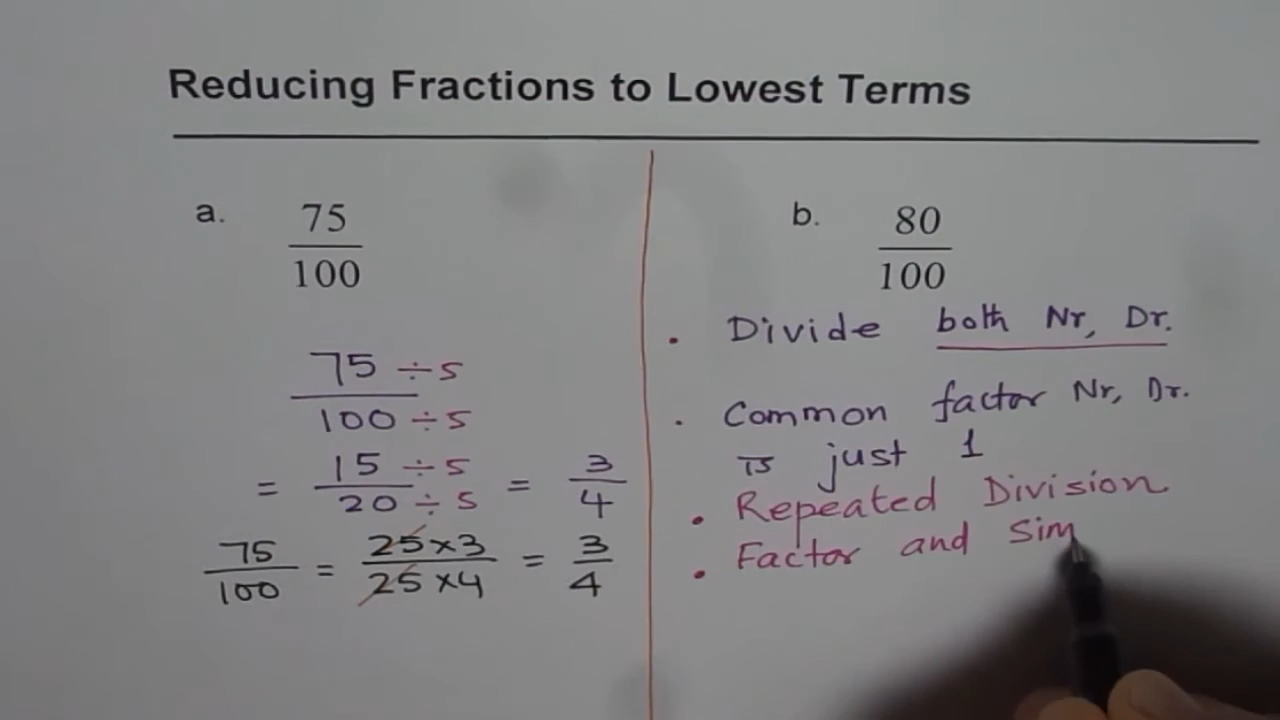 Reducing Fractions to Lowest Terms
a. 75/100
75 ÷ 5
100 ÷ 5
= 15 ÷ 5 / 20 ÷ 5 = 3/4
75/100 = 25×3 / 25×4 = 3/4
b. 80/100
. Divide both Nr, Dr.
. Common factor Nr, Dr.
is just 1
. Repeated Division
. Factor and Sim